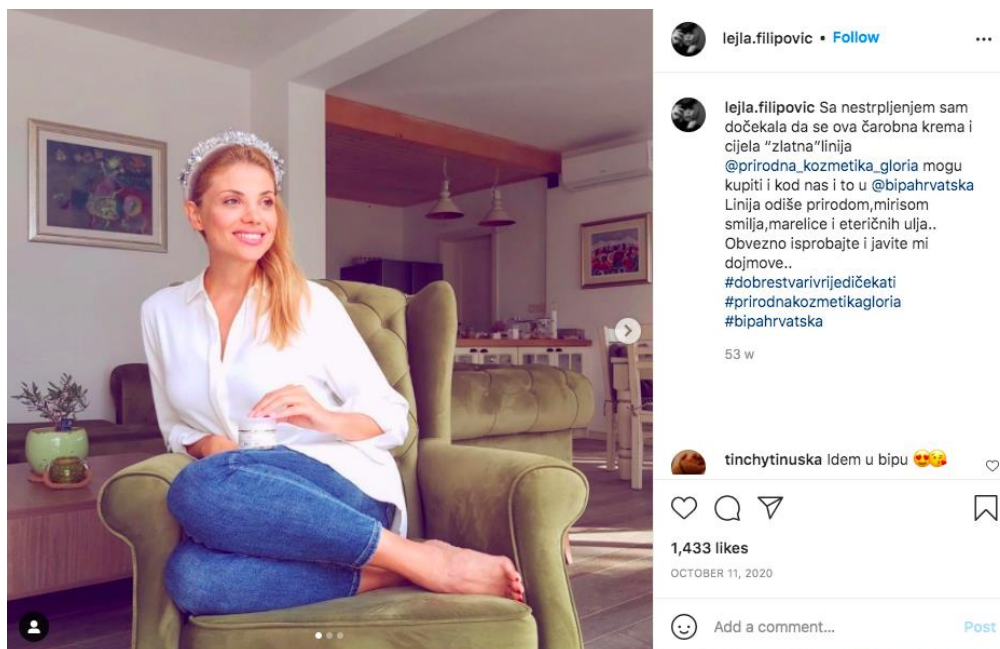 lejla.filipovic • Follow
lejla.filipovic Sa nestrpljenjem sam
dočekala da se ova čarobna krema i
cijela “zlatna”linija
@prirodna_kozmetika_gloria mogu
kupiti i kod nas i to u @bipahrvatska
Linija odiše prirodom,mirisom
smilja,marelice i eteričnih ulja..
Obvezno isprobajte i javite mi
dojmove..
#dobrestvarivrijedičekati
#prirodnakozmetikagloria
#bipahrvatska
53 w
tinchytinuska Idem u bipu 😍😘
1,433 likes
OCTOBER 11, 2020
Add a comment...
Post